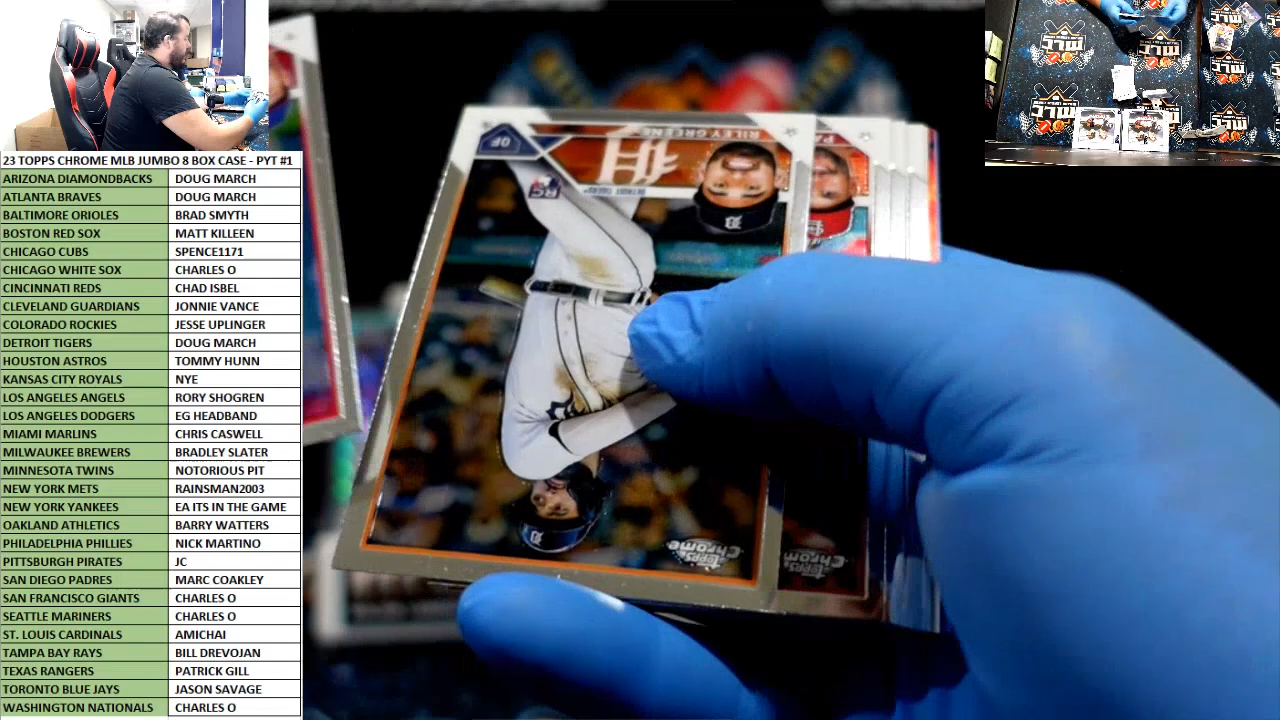 23 TOPPS CHROME MLB JUMBO 8 BOX CASE - PYT #1
ARIZONA DIAMONDBACKS DOUG MARCH
ATLANTA BRAVES DOUG MARCH
BALTIMORE ORIOLES BRAD SMYTH
BOSTON RED SOX MATT KILLEEN
CHICAGO CUBS SPENCE1171
CHICAGO WHITE SOX CHARLES O
CINCINNATI REDS CHAD ISBEL
CLEVELAND GUARDIANS JONNIE VANCE
COLORADO ROCKIES JESSE UPLINGER
DETROIT TIGERS DOUG MARCH
HOUSTON ASTROS TOMMY HUNN
KANSAS CITY ROYALS NYE
LOS ANGELES ANGELS RORY SHOGREN
LOS ANGELES DODGERS EG HEADBAND
MIAMI MARLINS CHRIS CASWELL
MILWAUKEE BREWERS BRADLEY SLATER
MINNESOTA TWINS NOTORIOUS PIT
NEW YORK METS RAINSMAN2003
NEW YORK YANKEES EA ITS IN THE GAME
OAKLAND ATHLETICS BARRY WATTERS
PHILADELPHIA PHILLIES NICK MARTINO
PITTSBURGH PIRATES JC
SAN DIEGO PADRES MARC COAKLEY
SAN FRANCISCO GIANTS CHARLES O
SEATTLE MARINERS CHARLES O
ST. LOUIS CARDINALS AMICHAI
TAMPA BAY RAYS BILL DREVOJAN
TEXAS RANGERS PATRICK GILL
TORONTO BLUE JAYS JASON SAVAGE
WASHINGTON NATIONALS CHARLES O
RILEY GREENE
OF
DETROIT TIGERS
RC
TOPPS
Chrome
TOPPS
Chrome